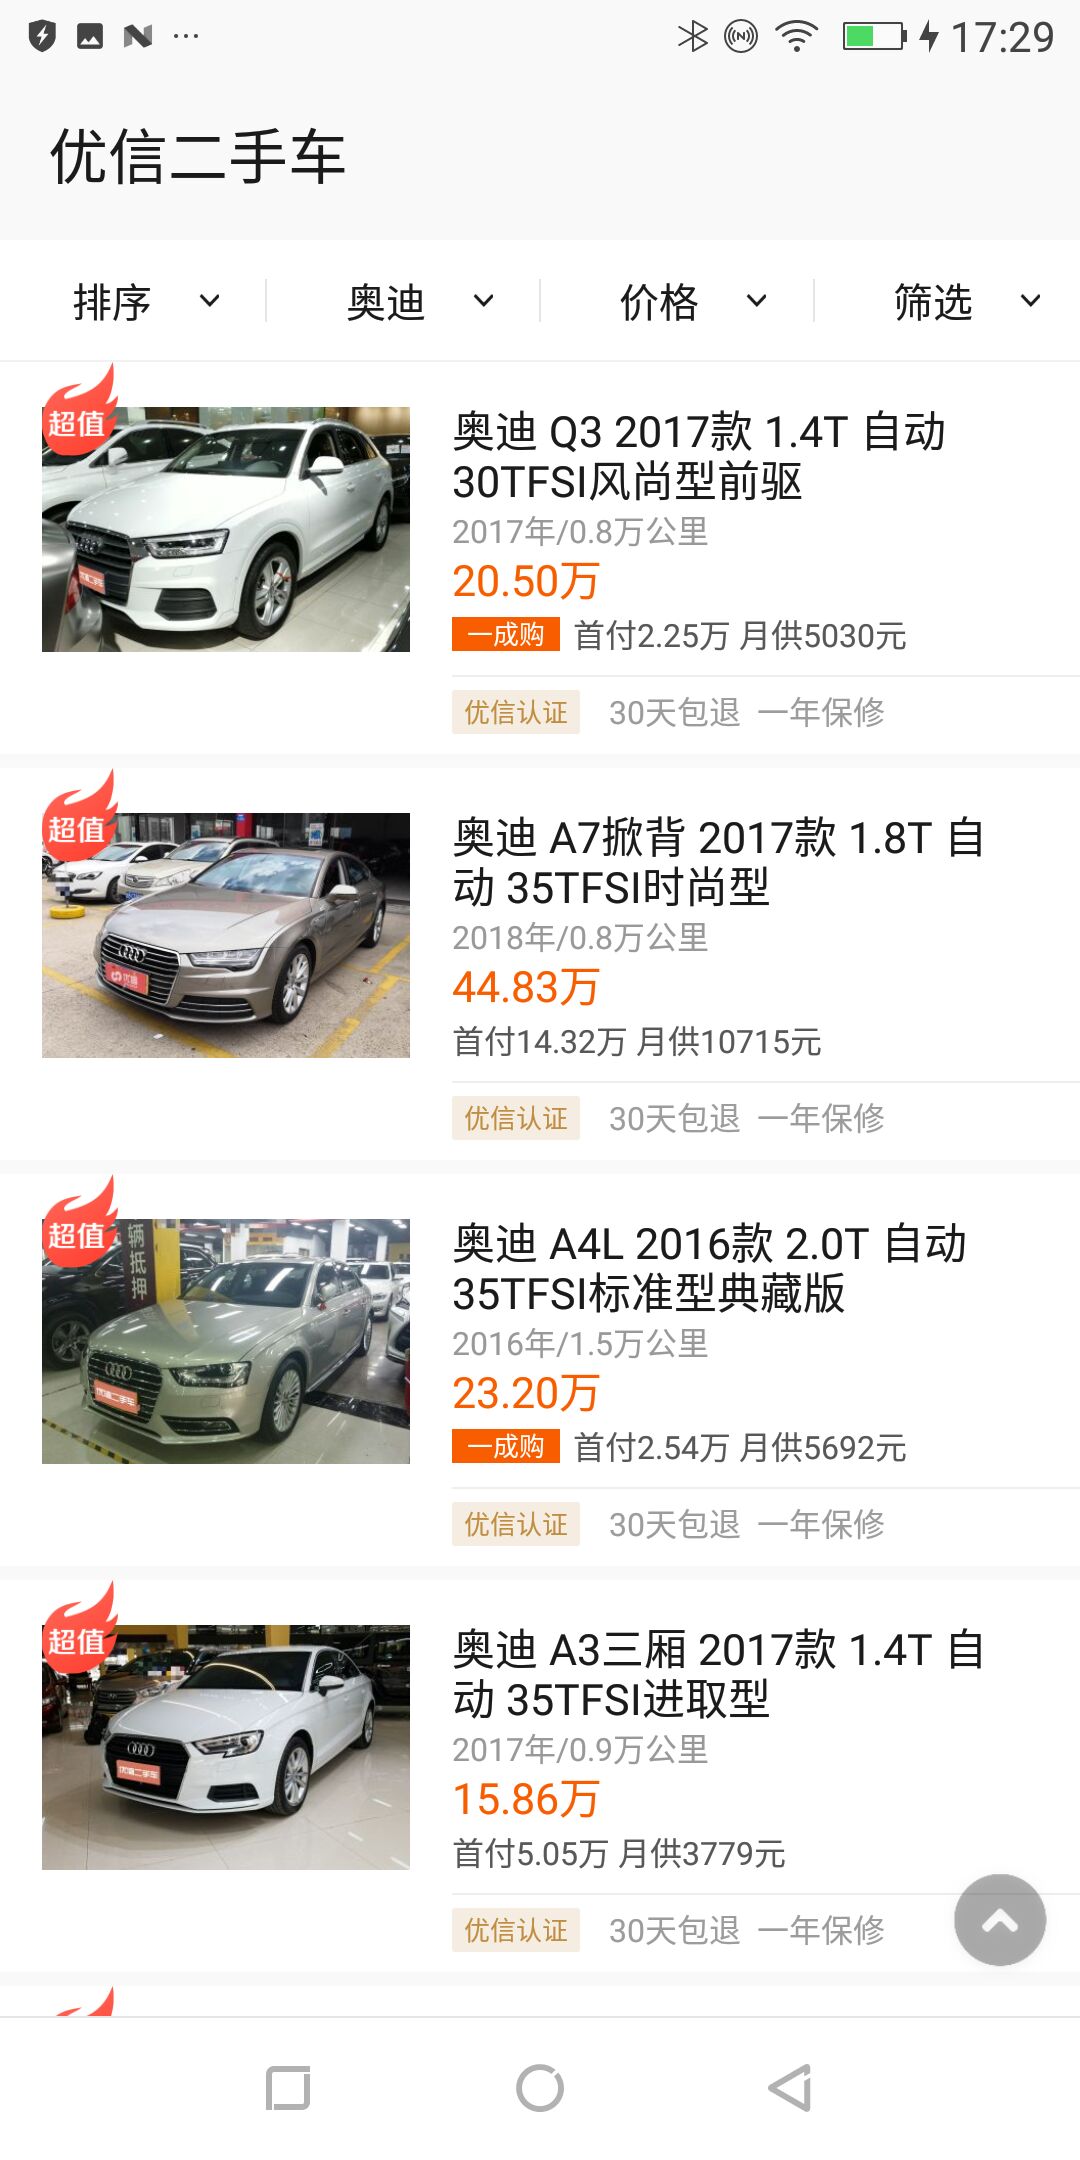 17:29
优信二手车
排序 奥迪 价格 筛选
超值
奥迪 Q3 2017款 1.4T 自动
30TFSI风尚型前驱
2017年/0.8万公里
20.50万
一成购 首付2.25万 月供5030元
优信认证 30天包退 一年保修
超值
奥迪 A7掀背 2017款 1.8T 自
动 35TFSI时尚型
2018年/0.8万公里
44.83万
首付14.32万 月供10715元
优信认证 30天包退 一年保修
超值
辆抵押
优信二手车
奥迪 A4L 2016款 2.0T 自动
35TFSI标准型典藏版
2016年/1.5万公里
23.20万
一成购 首付2.54万 月供5692元
优信认证 30天包退 一年保修
超值
优信二手车
奥迪 A3三厢 2017款 1.4T 自
动 35TFSI进取型
2017年/0.9万公里
15.86万
首付5.05万 月供3779元
优信认证 30天包退 一年保修